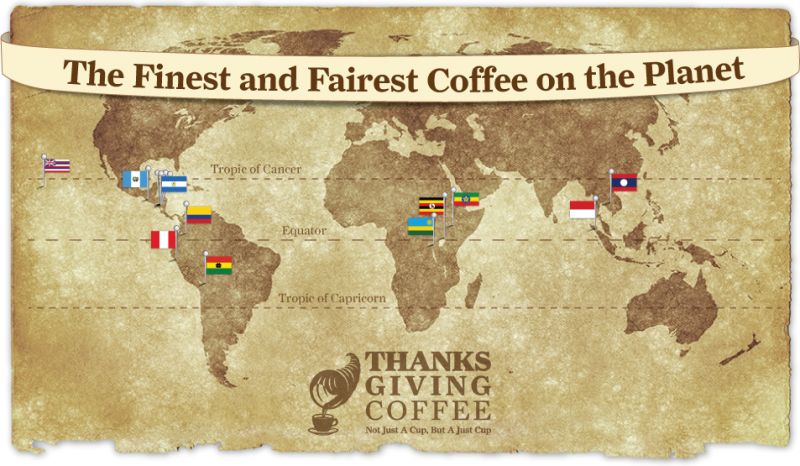 The Finest and Fairest Coffee on the Planet
Tropic of Cancer
Equator
Tropic of Capricorn
THANKS
GIVING
COFFEE
Not Just A Cup, But A Just Cup